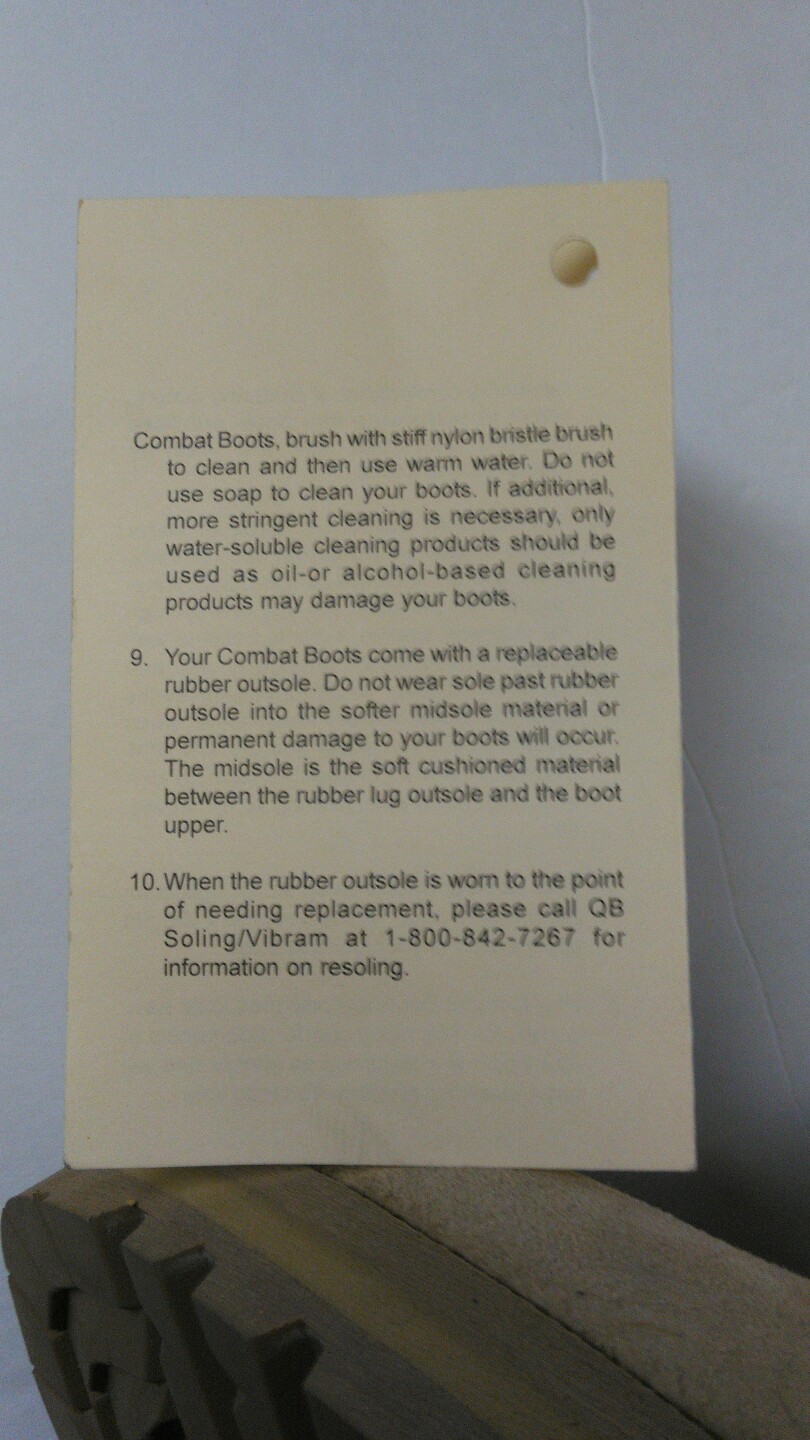 Combat Boots, brush with stiff nylon bristle brush
to clean and then use warm water. Do not
use soap to clean your boots. If additional,
more stringent cleaning is necessary, only
water-soluble cleaning products should be
used as oil-or alcohol-based cleaning
products may damage your boots.
9. Your Combat Boots come with a replaceable
rubber outsole. Do not wear sole past rubber
outsole into the softer midsole material or
permanent damage to your boots will occur.
The midsole is the soft cushioned material
between the rubber lug outsole and the boot
upper.
10. When the rubber outsole is worn to the point
of needing replacement, please call QB
Soling/Vibram at 1-800-842-7267 for
information on resoling.